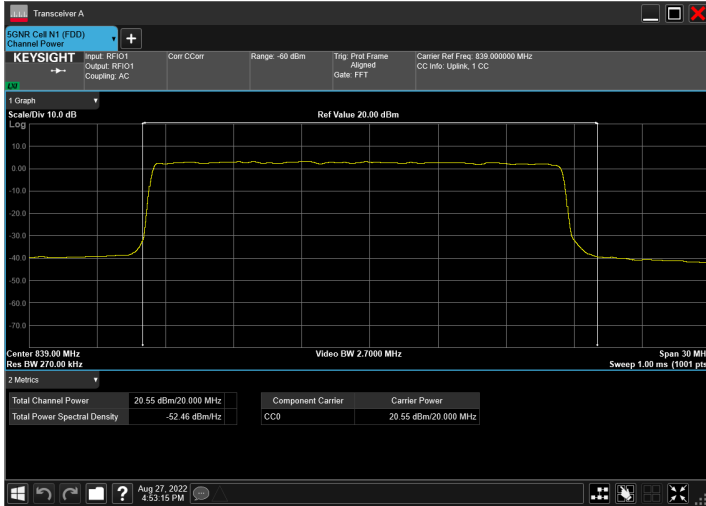 Transceiver A
5GNR Cell N1 (FDD)
Channel Power
KEYSIGHT
LXI
Input: RFIO1
Output: RFIO1
Coupling: AC
Corr CCorr
Range: -60 dBm
Trig: Prot Frame
Aligned
Gate: FFT
Carrier Ref Freq: 839.000000 MHz
CC Info: Uplink, 1 CC
1 Graph
Scale/Div 10.0 dB
Ref Value 20.00 dBm
Log
10.0
0.00
-10.0
-20.0
-30.0
-40.0
-50.0
-60.0
-70.0
Center 839.00 MHz
Video BW 2.7000 MHz
Span 30 MH
Res BW 270.00 kHz
Sweep 1.00 ms (1001 pts
2 Metrics
Total Channel Power 20.55 dBm/20.000 MHz
Total Power Spectral Density -52.46 dBm/Hz
Component Carrier Carrier Power
CC0 20.55 dBm/20.000 MHz
?
Aug 27, 2022
4:53:15 PM